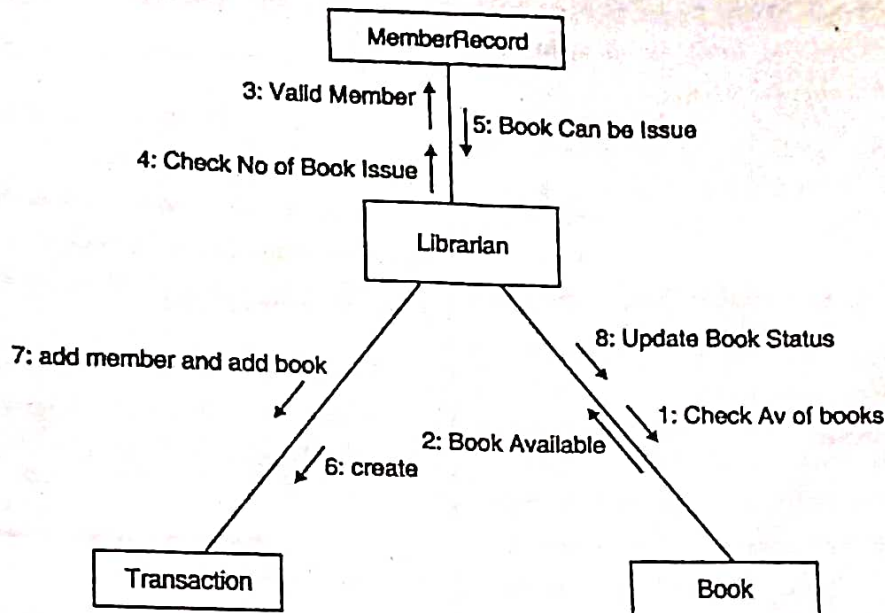 MemberRecord
3: Valid Member
5: Book Can be Issue
4: Check No of Book Issue
Librarian
8: Update Book Status
7: add member and add book
1: Check Av of books
2: Book Available
6: create
Transaction
Book